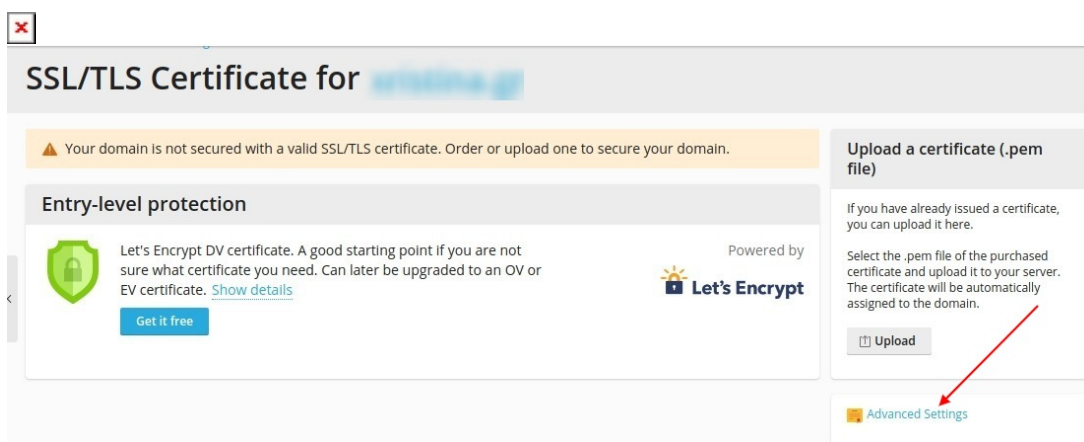 SSL/TLS Certificate for
Your domain is not secured with a valid SSL/TLS certificate. Order or upload one to secure your domain.
Entry-level protection
Let's Encrypt DV certificate. A good starting point if you are not
sure what certificate you need. Can later be upgraded to an OV or
EV certificate. Show details
Get it free
Powered by
Let's Encrypt
Upload a certificate (.pem
file)
If you have already issued a certificate,
you can upload it here.
Select the .pem file of the purchased
certificate and upload it to your server.
The certificate will be automatically
assigned to the domain.
Upload
Advanced Settings